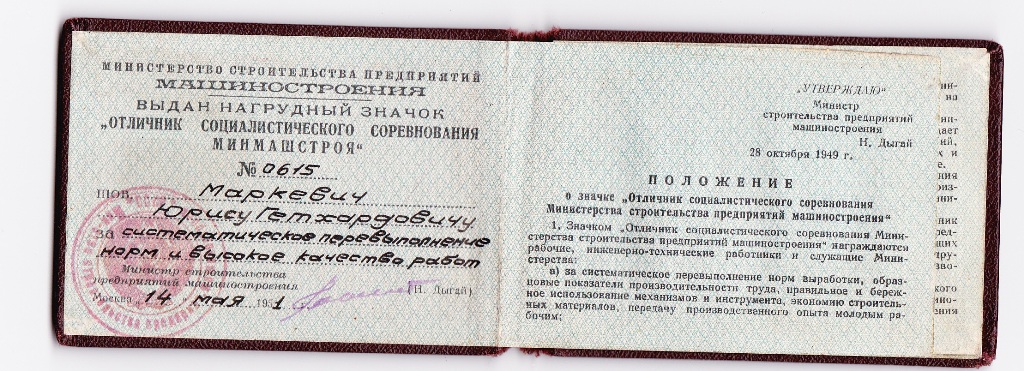 МИНИСТЕРСТВО СТРОИТЕЛЬСТВА ПРЕДПРИЯТИЙ
МАШИНОСТРОЕНИЯ
ВЫДАН НАГРУДНЫЙ ЗНАЧОК
„ОТЛИЧНИК СОЦИАЛИСТИЧЕСКОГО СОРЕВНОВАНИЯ
МИНМАШСТРОЯ“
№ 0615
тов. Маркевич
Юрису Гетхардовичу
за систематическое перевыполнение
норм и высокое качество работ
Министр строительства
предприятий машиностроения
(Н. Дыгай)
Москва „14“ мая 1951
„УТВЕРЖДАЮ“
Министр
строительства предприятий
машиностроения
Н. Дыгай
28 октября 1949 г.
ПОЛОЖЕНИЕ
о значке „Отличник социалистического соревнования
Министерства строительства предприятий машиностроения“
1. Значком „Отличник социалистического соревнования Мини-
стерства строительства предприятий машиностроения“ награждаются
рабочие, инженерно-технические работники и служащие Мини-
стерства:
а) за систематическое перевыполнение норм выработки, образ-
цовые показатели производительности труда, правильное и береж-
ное использование механизмов и инструмента, экономию строитель-
ных материалов, передачу производственного опыта молодым ра-
бочим;